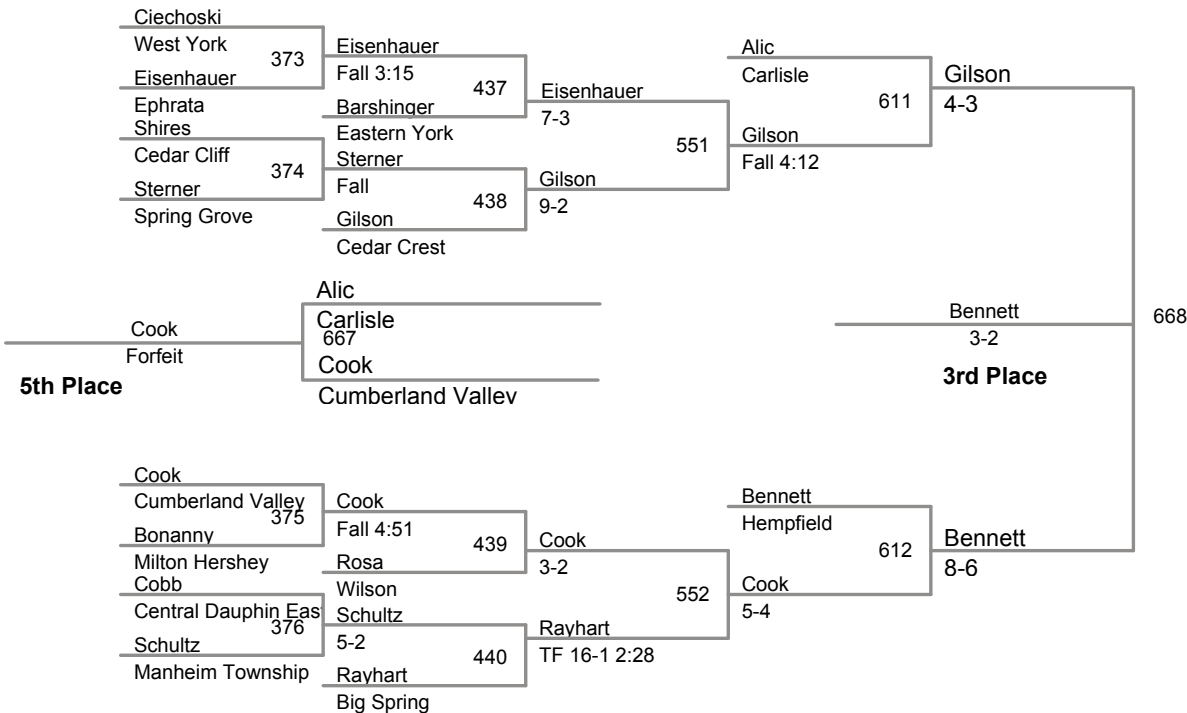 Ciechoski
West York
373
Eisenhauer
Ephrata
Shires
Cedar Cliff
374
Sterner
Spring Grove
Eisenhauer
Fall 3:15
437
Barshinger
Eastern York
Sterner
Fall
438
Gilson
Cedar Crest
Eisenhauer
7-3
551
Gilson
9-2
Alic
Carlisle
611
Gilson
Fall 4:12
Gilson
4-3
Alic
Carlisle
667
Cook
Cumberland Valley
Cook
Forfeit
5th Place
Bennett
3-2
3rd Place
668
Cook
Cumberland Valley
375
Bonanny
Milton Hershey
Cobb
Central Dauphin Eas
376
Schultz
Manheim Township
Cook
Fall 4:51
439
Rosa
Wilson
Schultz
5-2
440
Rayhart
Big Spring
Cook
3-2
552
Rayhart
TF 16-1 2:28
Bennett
Hempfield
612
Cook
5-4
Bennett
8-6